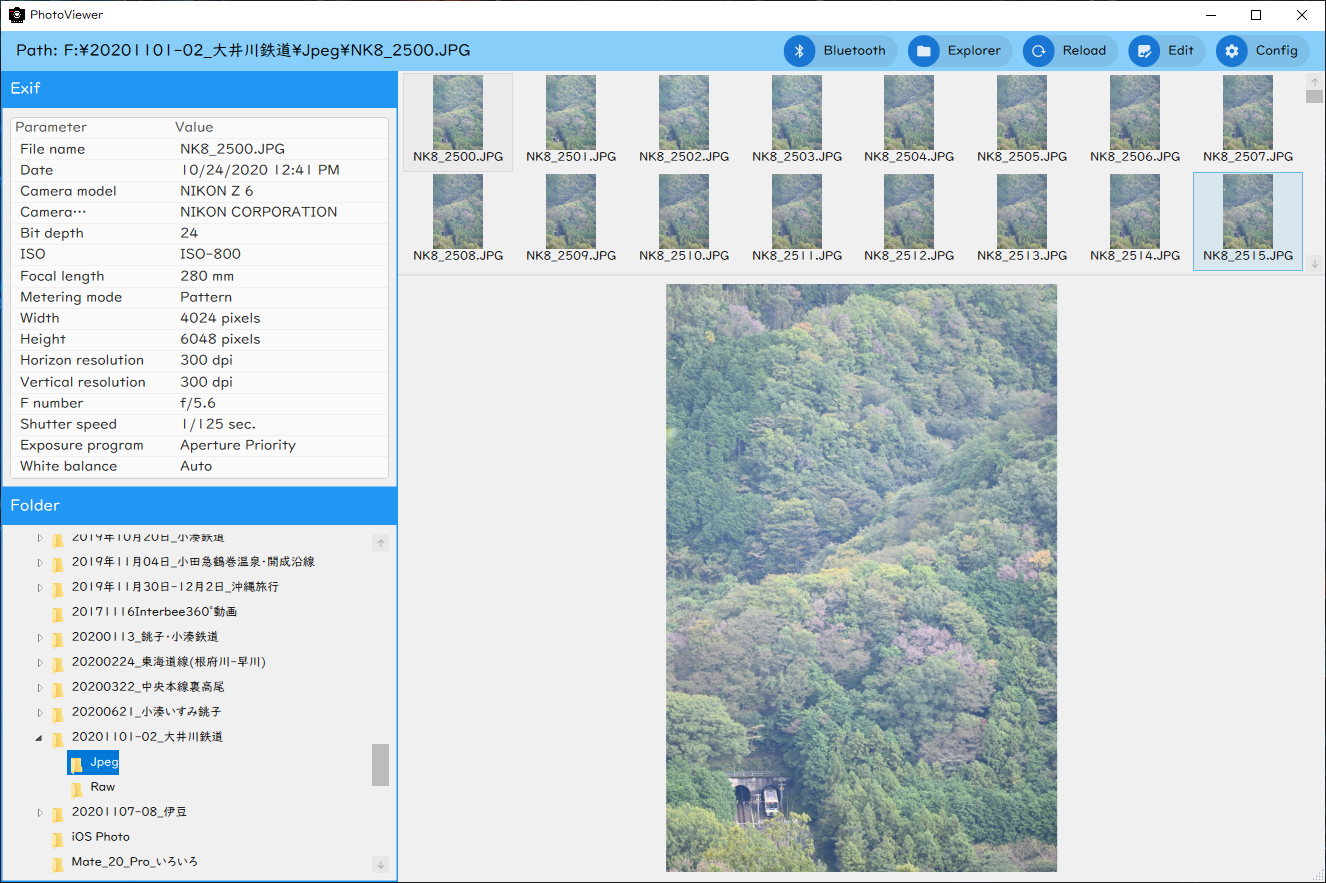 PhotoViewer
Path: F:¥20201101-02_大井川鉄道¥Jpeg¥NK8_2500.JPG
Bluetooth
Explorer
Reload
Edit
Config
Exif
Parameter Value
File name NK8_2500.JPG
Date 10/24/2020 12:41 PM
Camera model NIKON Z 6
Camera… NIKON CORPORATION
Bit depth 24
ISO ISO-800
Focal length 280 mm
Metering mode Pattern
Width 4024 pixels
Height 6048 pixels
Horizon resolution 300 dpi
Vertical resolution 300 dpi
F number f/5.6
Shutter speed 1/125 sec.
Exposure program Aperture Priority
White balance Auto
Folder
2019年10月20日_小湊鉄道
2019年11月04日_小田急鶴巻温泉・開成沿線
2019年11月30日-12月2日_沖縄旅行
20171116Interbee360°動画
20200113_銚子・小湊鉄道
20200224_東海道線(根府川-早川)
20200322_中央本線裏高尾
20200621_小湊いすみ銚子
20201101-02_大井川鉄道
Jpeg
Raw
20201107-08_伊豆
iOS Photo
Mate_20_Pro_いろいろ
NK8_2500.JPG NK8_2501.JPG NK8_2502.JPG NK8_2503.JPG NK8_2504.JPG NK8_2505.JPG NK8_2506.JPG NK8_2507.JPG
NK8_2508.JPG NK8_2509.JPG NK8_2510.JPG NK8_2511.JPG NK8_2512.JPG NK8_2513.JPG NK8_2514.JPG NK8_2515.JPG